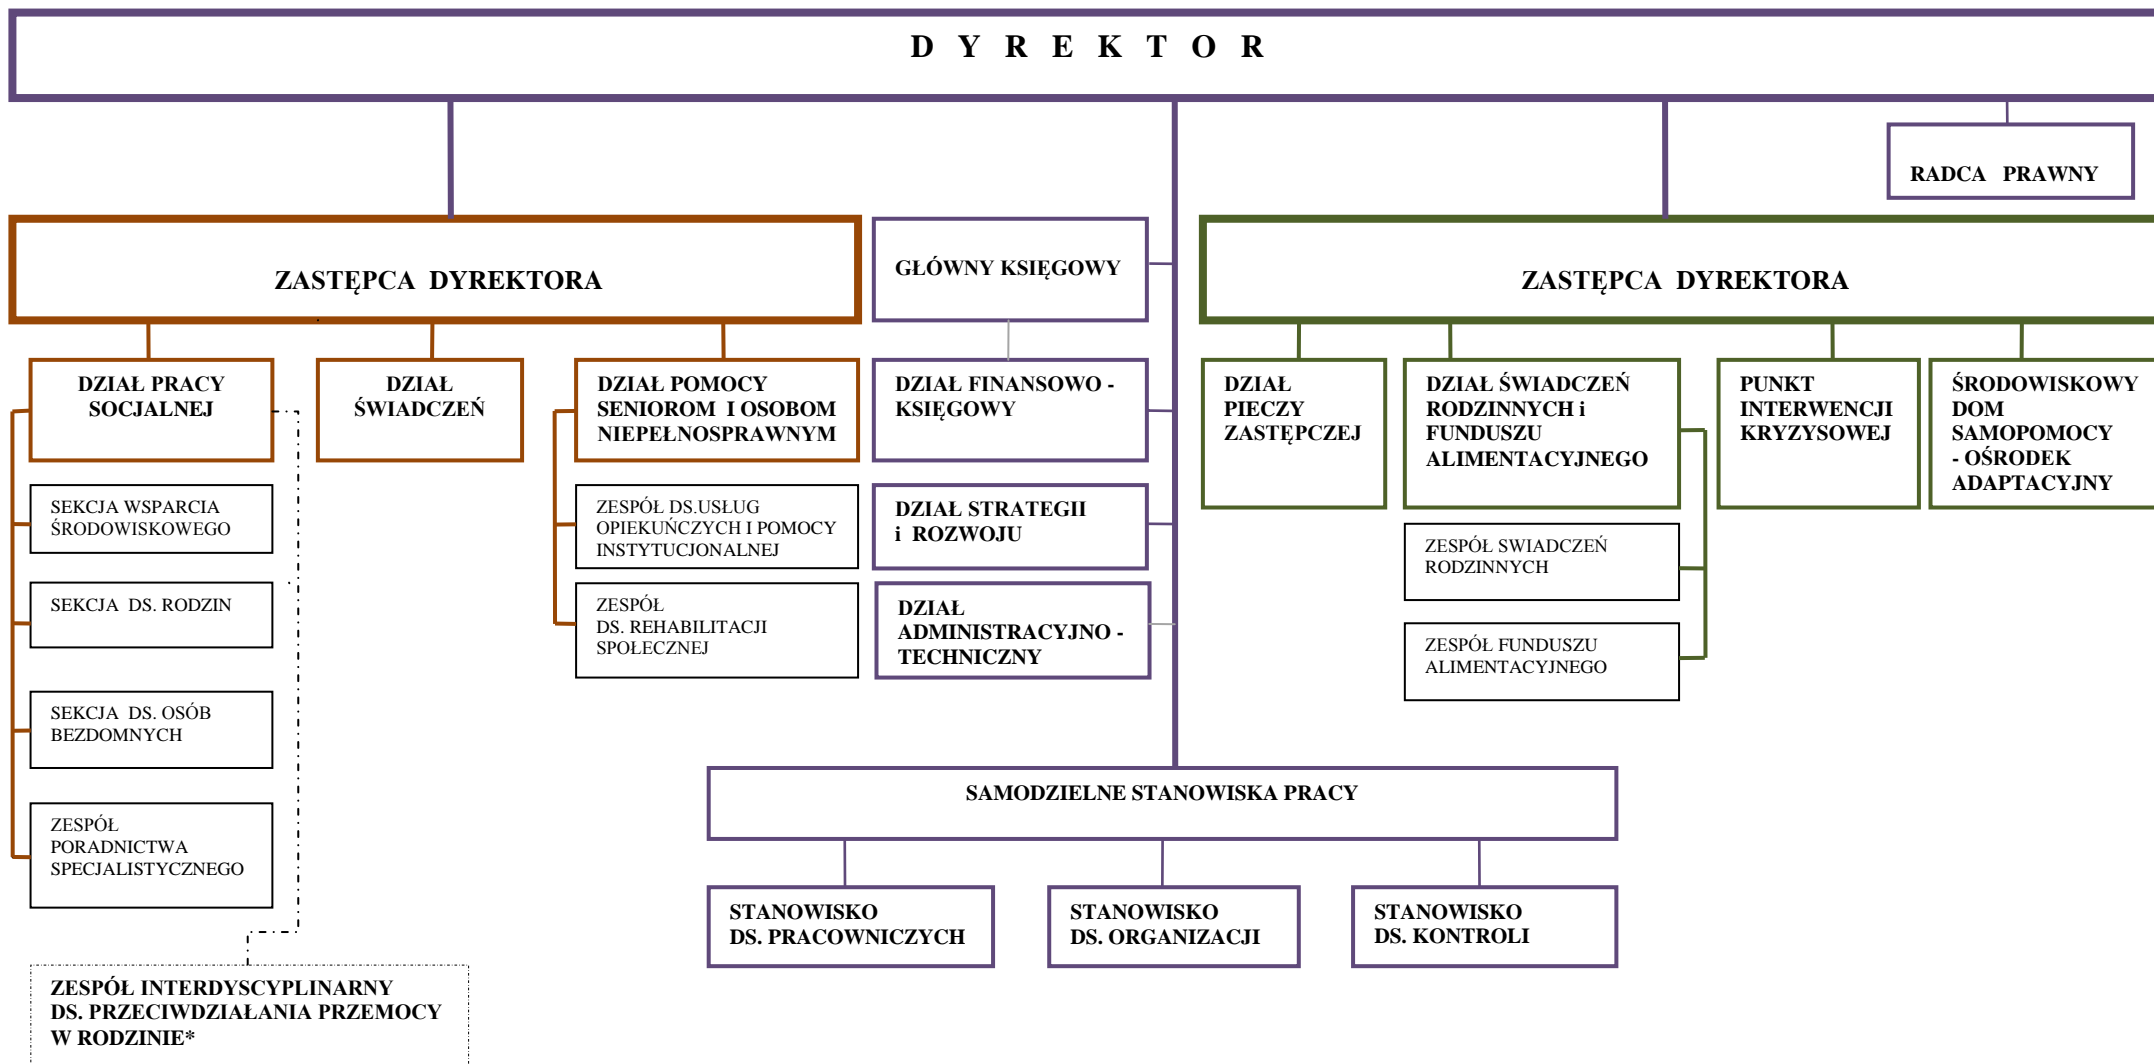 D Y R E K T O R
RADCA PRAWNY
ZASTĘPCA DYREKTORA
GŁÓWNY KSIĘGOWY
ZASTĘPCA DYREKTORA
DZIAŁ PRACY
SOCJALNEJ
DZIAŁ
ŚWIADCZEŃ
DZIAŁ POMOCY
SENIOROM I OSOBOM
NIEPEŁNOSPRAWNYM
DZIAŁ FINANSOWO -
KSIĘGOWY
DZIAŁ
PIECZY
ZASTĘPCZEJ
DZIAŁ ŚWIADCZEŃ
RODZINNYCH i
FUNDUSZU
ALIMENTACYJNEGO
PUNKT
INTERWENCJI
KRYZYSOWEJ
ŚRODOWISKOWY
DOM
SAMOPOMOCY
- OŚRODEK
ADAPTACYJNY
SEKCJA WSPARCIA
ŚRODOWISKOWEGO
ZESPÓŁ DS.USŁUG
OPIEKUŃCZYCH I POMOCY
INSTYTUCJONALNEJ
DZIAŁ STRATEGII
i ROZWOJU
ZESPÓŁ SWIADCZEŃ
RODZINNYCH
SEKCJA DS. RODZIN
ZESPÓŁ
DS. REHABILITACJI
SPOŁECZNEJ
DZIAŁ
ADMINISTRACYJNO -
TECHNICZNY
ZESPÓŁ FUNDUSZU
ALIMENTACYJNEGO
SEKCJA DS. OSÓB
BEZDOMNYCH
SAMODZIELNE STANOWISKA PRACY
ZESPÓŁ
PORADNICTWA
SPECJALISTYCZNEGO
STANOWISKO
DS. PRACOWNICZYCH
STANOWISKO
DS. ORGANIZACJI
STANOWISKO
DS. KONTROLI
ZESPÓŁ INTERDYSCYPLINARNY
DS. PRZECIWDZIAŁANIA PRZEMOCY
W RODZINIE*